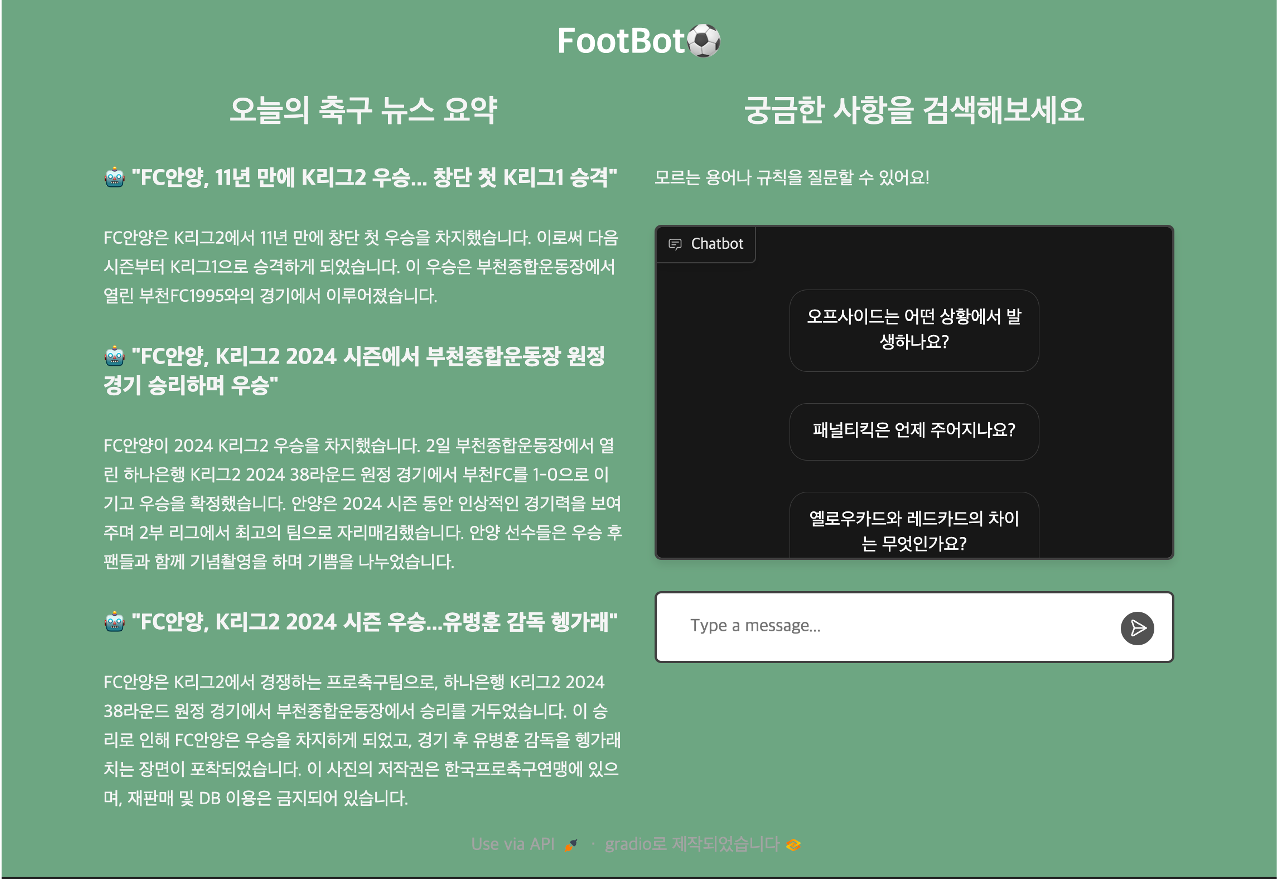 FootBot⚽
오늘의 축구 뉴스 요약
🤖 "FC안양, 11년 만에 K리그2 우승... 창단 첫 K리그1 승격"
FC안양은 K리그2에서 11년 만에 창단 첫 우승을 차지했습니다. 이로써 다음
시즌부터 K리그1으로 승격하게 되었습니다. 이 우승은 부천종합운동장에서
열린 부천FC1995와의 경기에서 이루어졌습니다.
🤖 "FC안양, K리그2 2024 시즌에서 부천종합운동장 원정
경기 승리하며 우승"
FC안양이 2024 K리그2 우승을 차지했습니다. 2일 부천종합운동장에서 열
린 하나은행 K리그2 2024 38라운드 원정 경기에서 부천FC를 1-0으로 이
기고 우승을 확정했습니다. 안양은 2024 시즌 동안 인상적인 경기력을 보여
주며 2부 리그에서 최고의 팀으로 자리매김했습니다. 안양 선수들은 우승 후
팬들과 함께 기념촬영을 하며 기쁨을 나누었습니다.
🤖 "FC안양, K리그2 2024 시즌 우승...유병훈 감독 헹가래"
FC안양은 K리그2에서 경쟁하는 프로축구팀으로, 하나은행 K리그2 2024
38라운드 원정 경기에서 부천종합운동장에서 승리를 거두었습니다. 이 승
리로 인해 FC안양은 우승을 차지하게 되었고, 경기 후 유병훈 감독을 헹가래
치는 장면이 포착되었습니다. 이 사진의 저작권은 한국프로축구연맹에 있으
며, 재판매 및 DB 이용은 금지되어 있습니다.
궁금한 사항을 검색해보세요
모르는 용어나 규칙을 질문할 수 있어요!
Chatbot
오프사이드는 어떤 상황에서 발
생하나요?
패널티킥은 언제 주어지나요?
옐로우카드와 레드카드의 차이
는 무엇인가요?
Type a message...
Use via API · gradio로 제작되었습니다